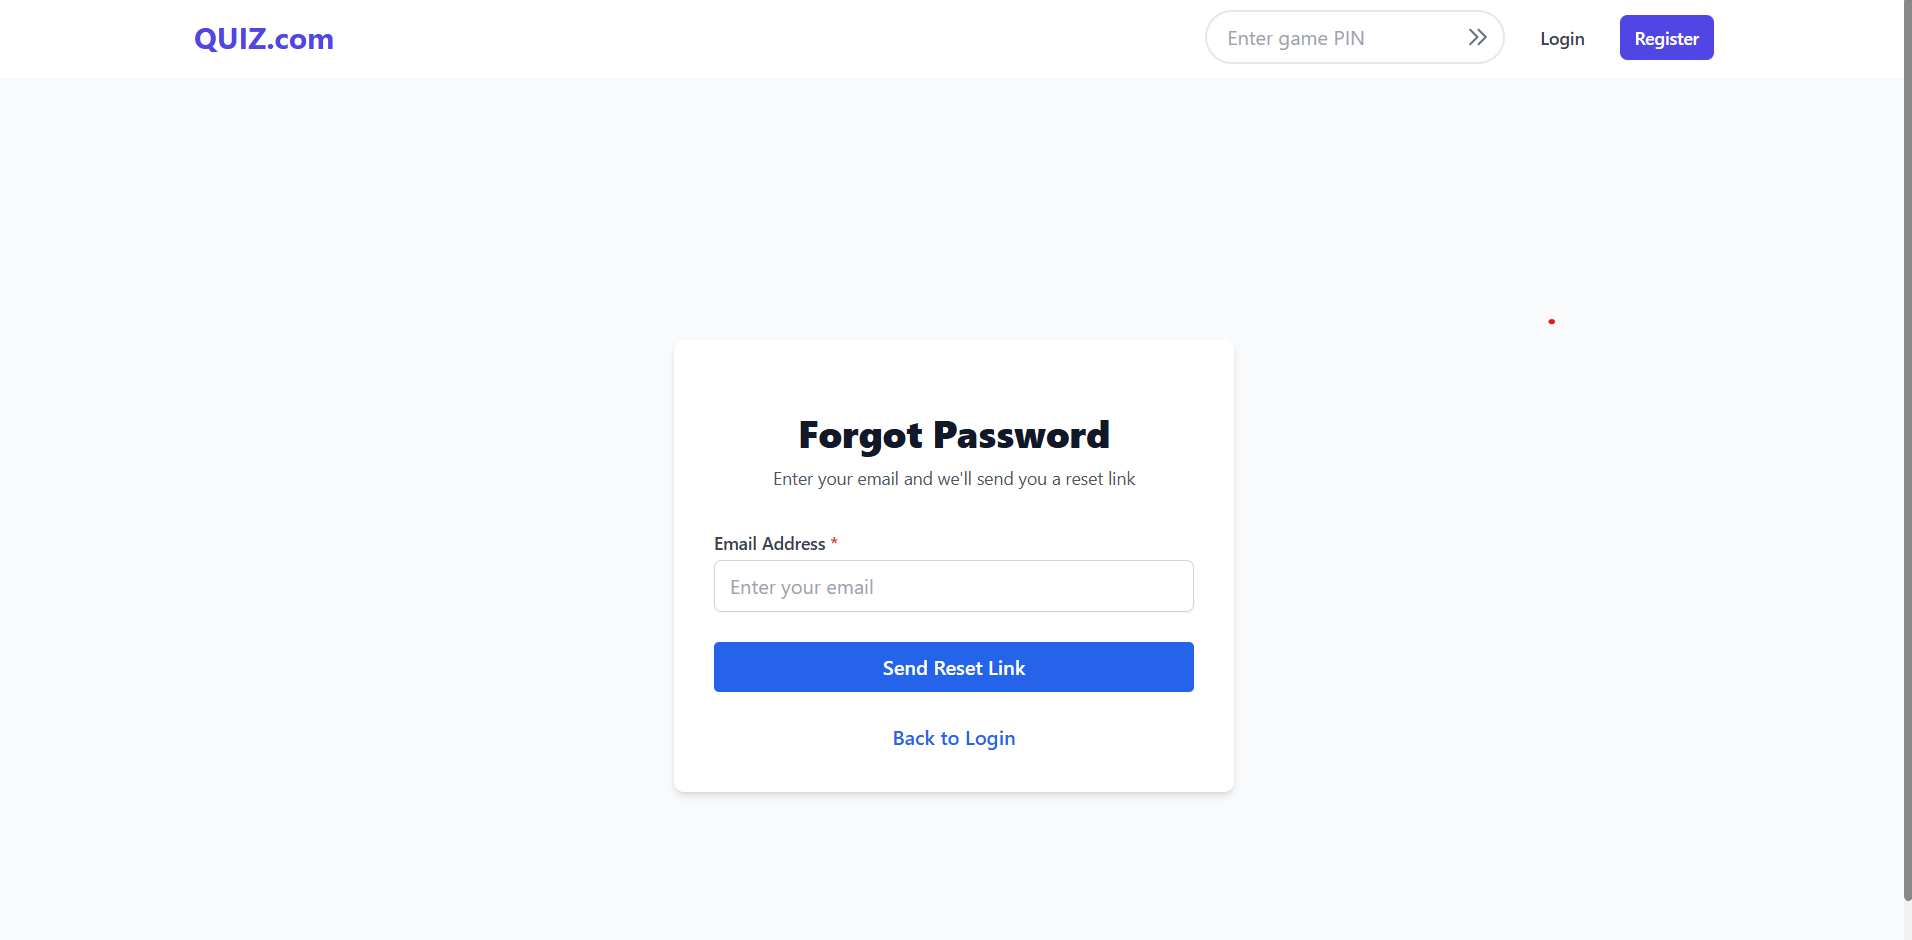 QUIZ.com
Enter game PIN
Login
Register
Forgot Password
Enter your email and we'll send you a reset link
Email Address *
Enter your email
Send Reset Link
Back to Login